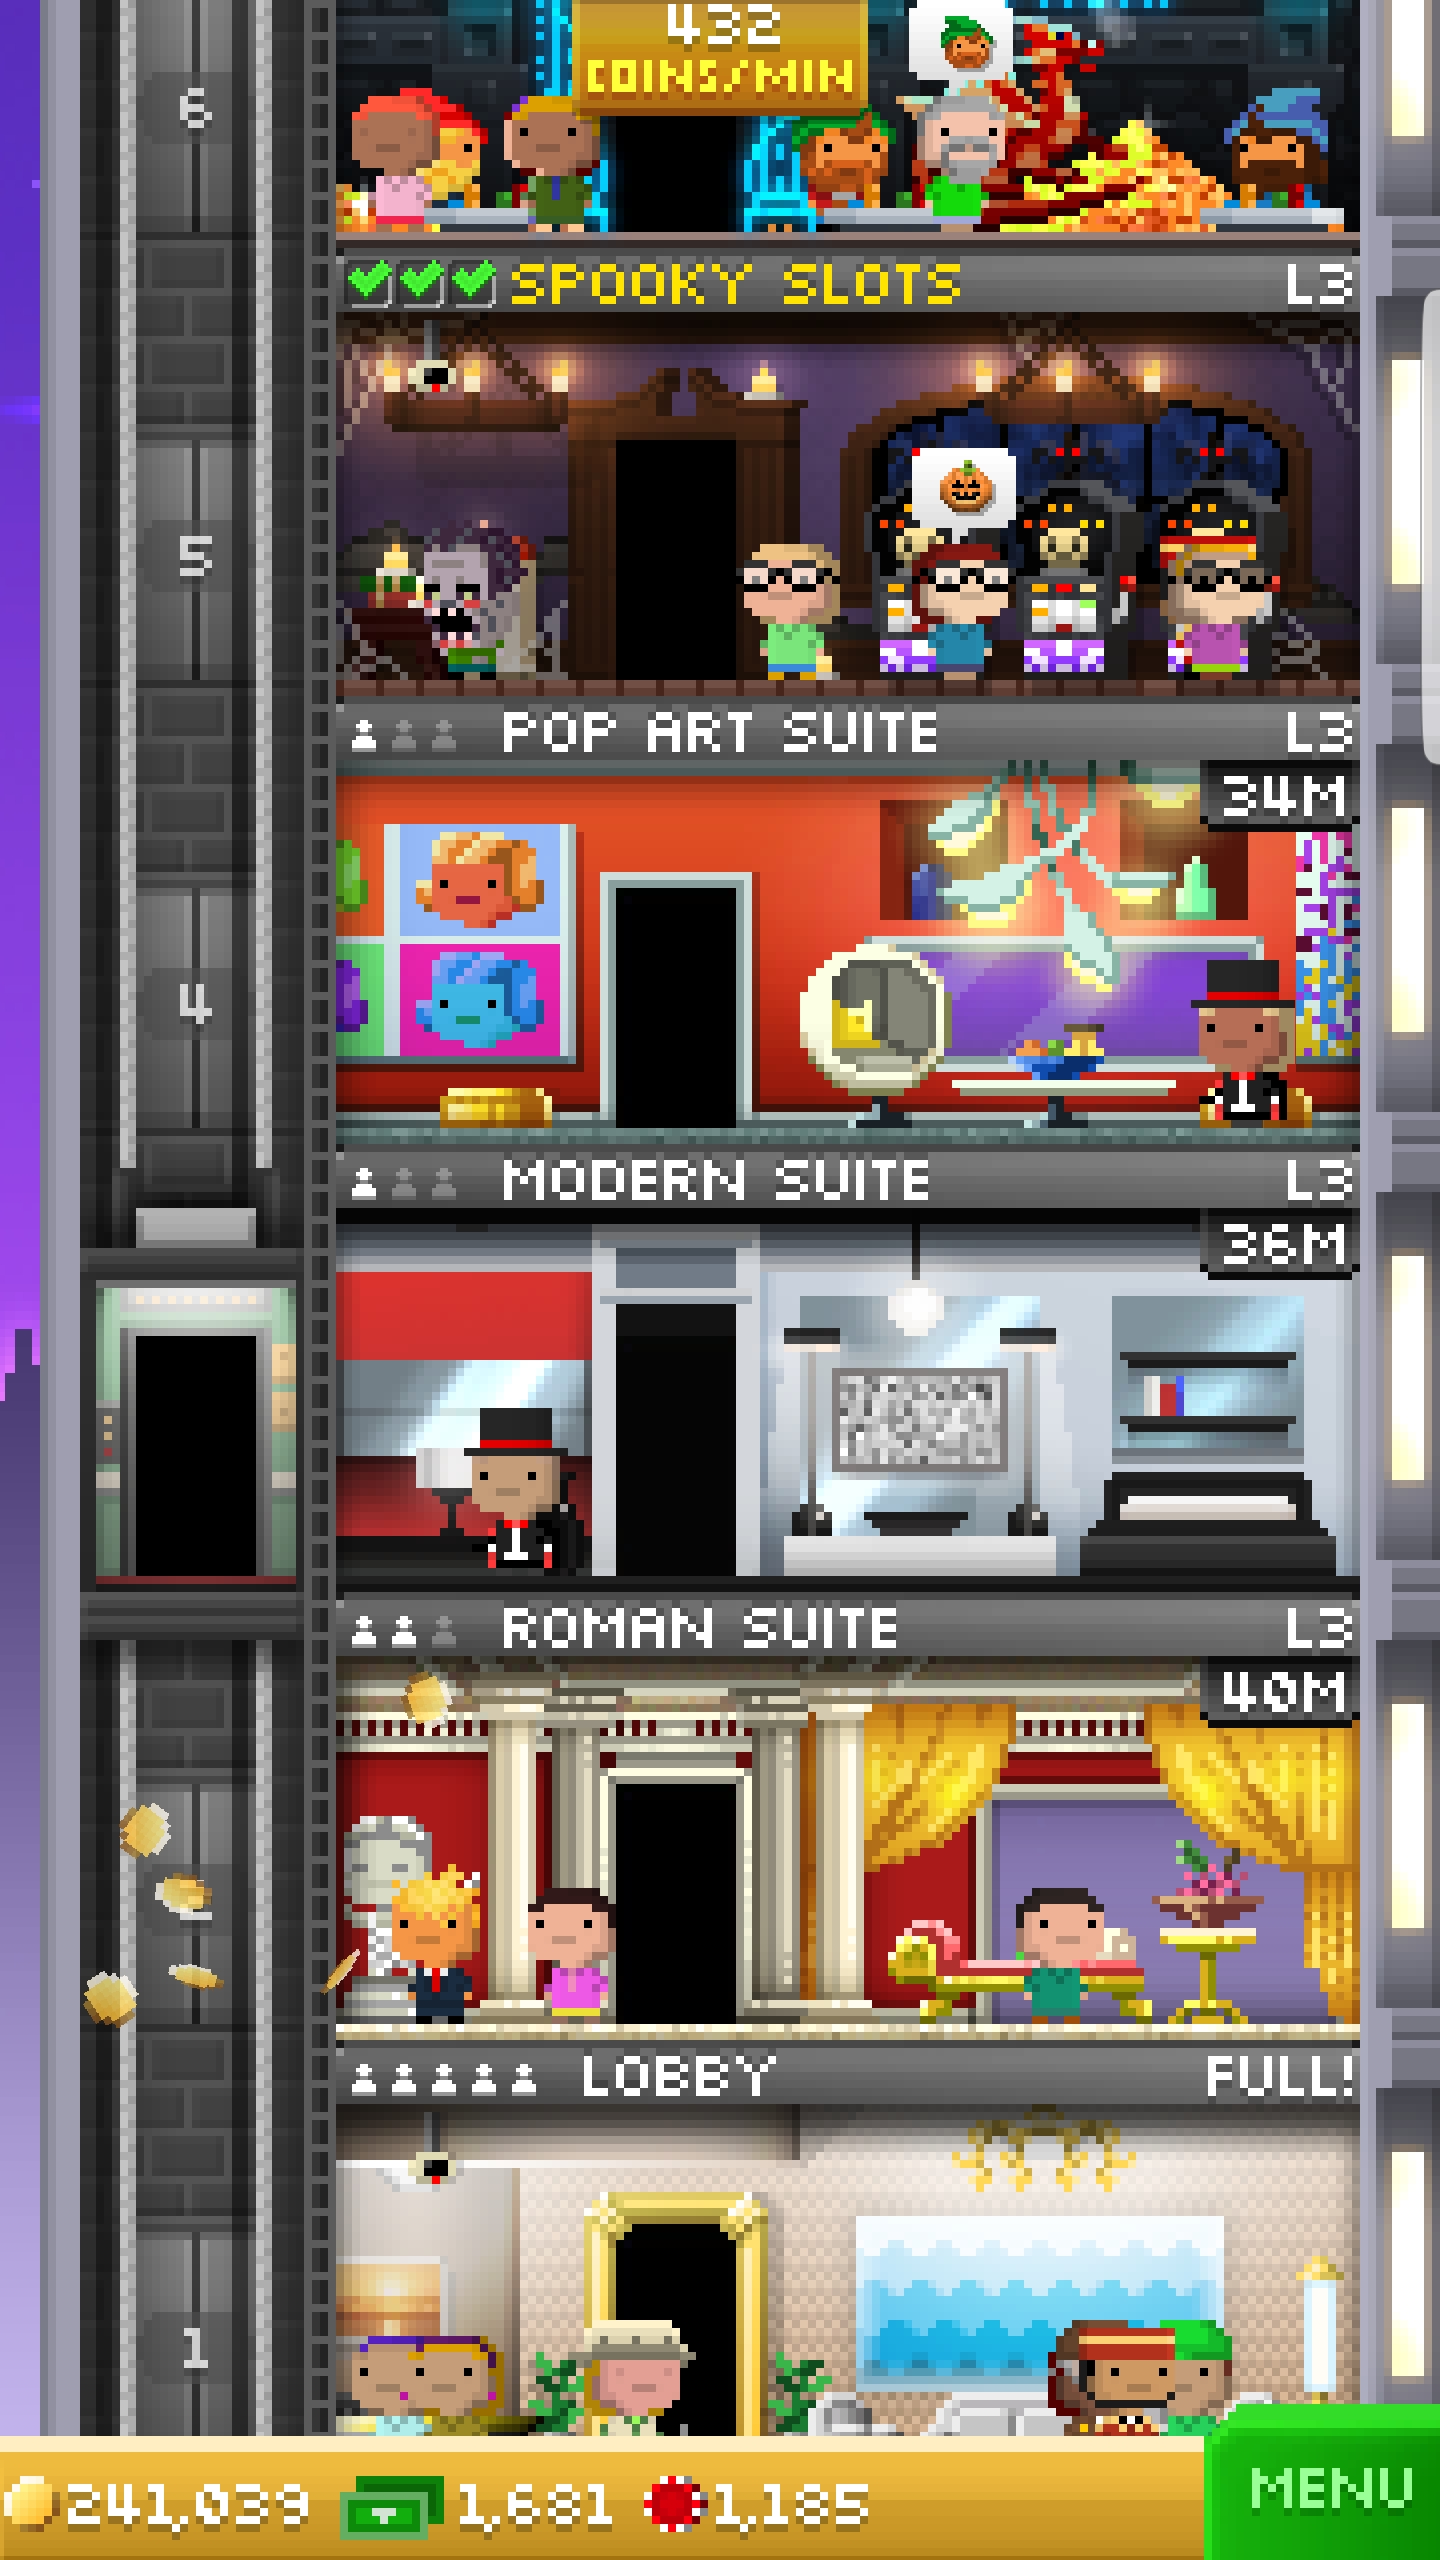 432
COINS/MIN
6
SPOOKY SLOTS L3
5
POP ART SUITE L3
34M
4
MODERN SUITE L3
36M
ROMAN SUITE L3
40M
LOBBY FULL!
1
241,039 1,681 1,185
MENU